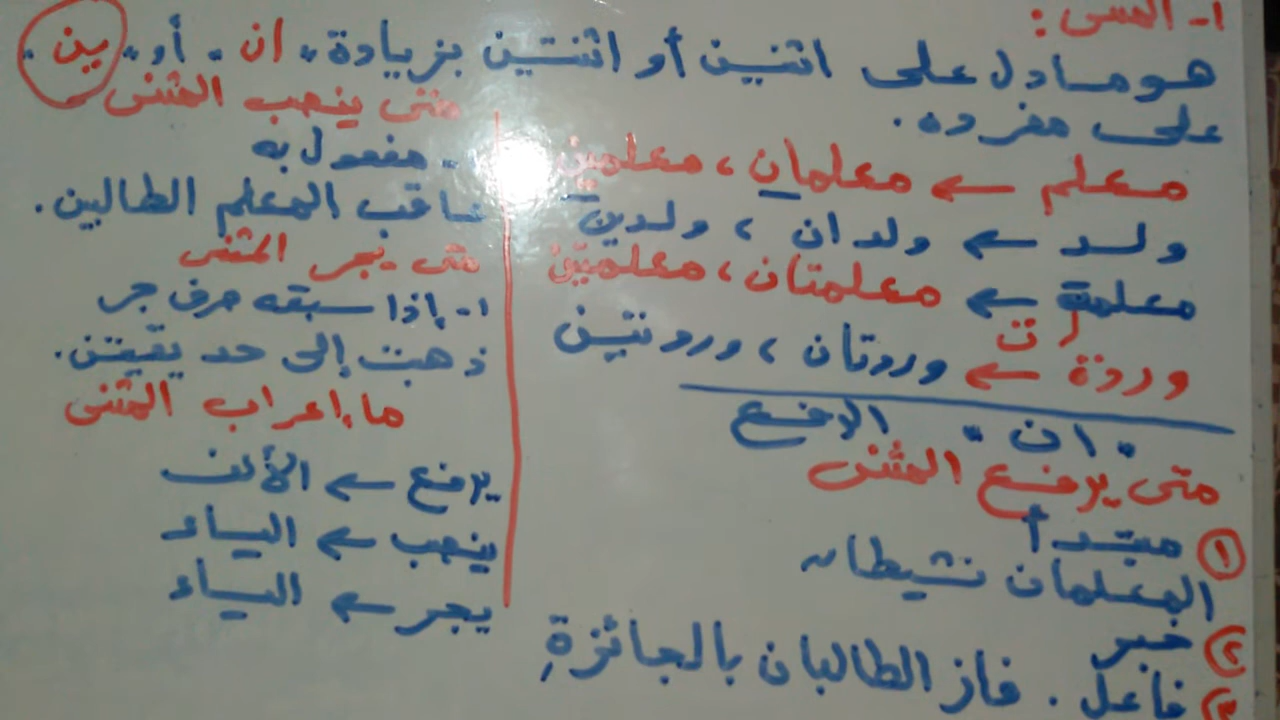 ١- المثنى :
هو مادل على اثنين أو اثنتين بزيادة " ان " أو " ين "
على مفرده .
معلم ← معلمان ، معلمين
ولد ← ولدان ، ولدين
معلمة ← معلمتان ، معلمتين
ت
وردة ← وردتان ، وردتين
" ان " الرفع
متى يرفع المثنى
١ مبتدأ
المعلمان نشيطان
٢ خبر
٣ فاعل . فاز الطالبان بالجائزةِ
متى ينصب المثنى
- مفعول به
عاقب المعلم الطالبين .
متى يجر المثنى
١- إذا سبقه حرف جر
ذهبت إلى حديقتين .
ما إعراب المثنى
يرفع ← الألف
ينصب ← الياء
يجر ← الياء